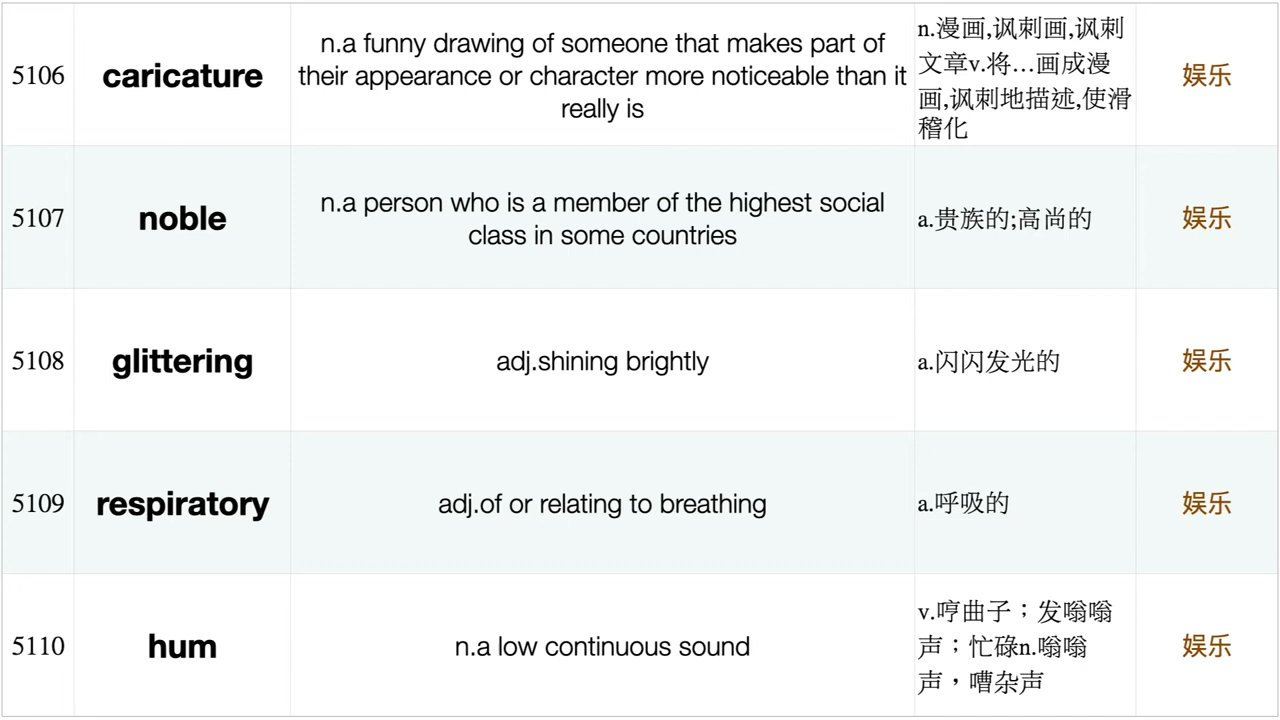 5106
caricature
n.a funny drawing of someone that makes part of
their appearance or character more noticeable than it
really is
n.漫画,讽刺画,讽刺
文章v.将…画成漫
画,讽刺地描述,使滑
稽化
娱乐
5107
noble
n.a person who is a member of the highest social
class in some countries
a.贵族的;高尚的
娱乐
5108
glittering
adj.shining brightly
a.闪闪发光的
娱乐
5109
respiratory
adj.of or relating to breathing
a.呼吸的
娱乐
5110
hum
n.a low continuous sound
v.哼曲子；发嗡嗡
声；忙碌n.嗡嗡
声，嘈杂声
娱乐